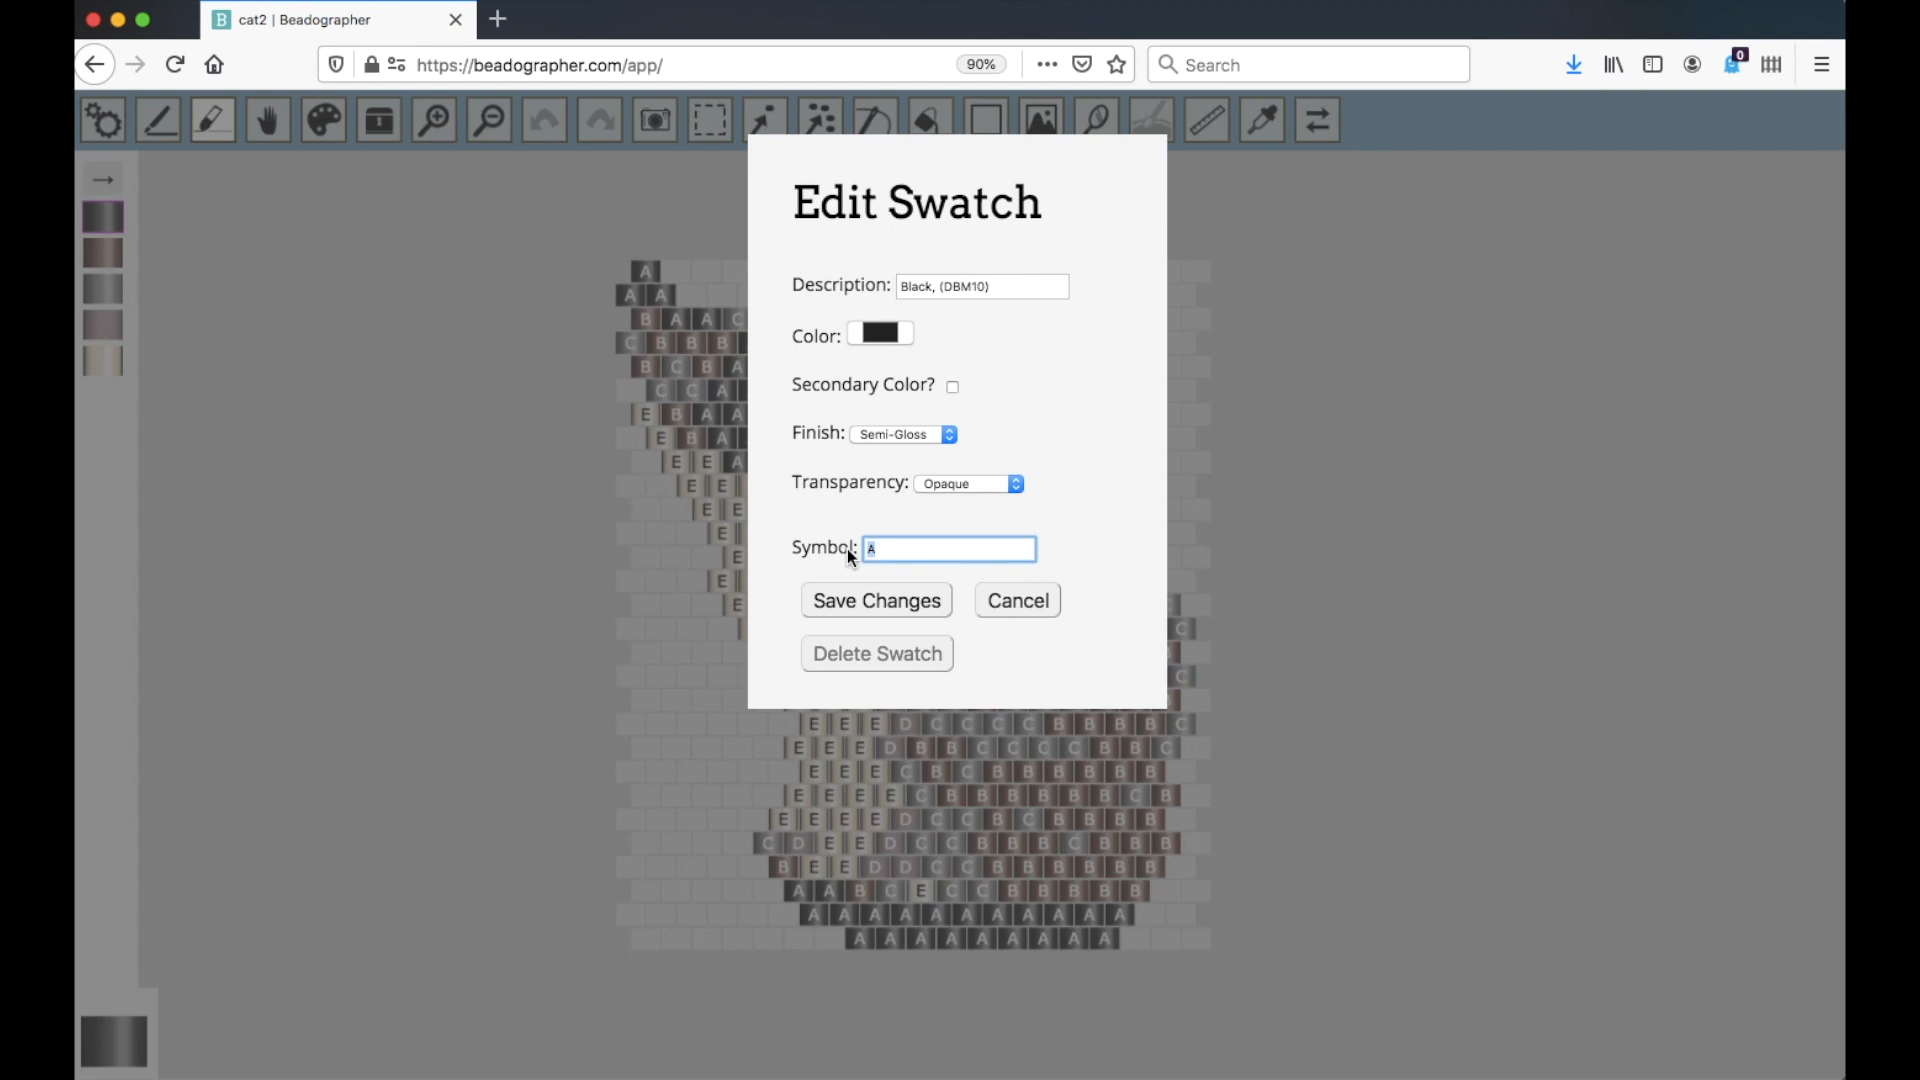 cat2 | Beadographer
https://beadographer.com/app/
90%
Search
0
Edit Swatch
Description: Black, (DBM10)
Color:
Secondary Color?
Finish: Semi-Gloss
Transparency: Opaque
Symbol: A
Save Changes Cancel
Delete Swatch
A
A A
B A A C
C B B B
B C B A
C C A
E B A A
E B A
E E A
E E
E E
E
E
E
E
C
C
E E E D C C C C B B B B C
E E E D B B C C C C B B C
E E E C B C B B B B B B
E E E E C B B B B B B C B
E E E E D C C B C B B B B
C D E E D C C B B B C B B B
B E E D D C C B B B B B B
A A B C E C C B B B B B
A A A A A A A A A A A
A A A A A A A A A